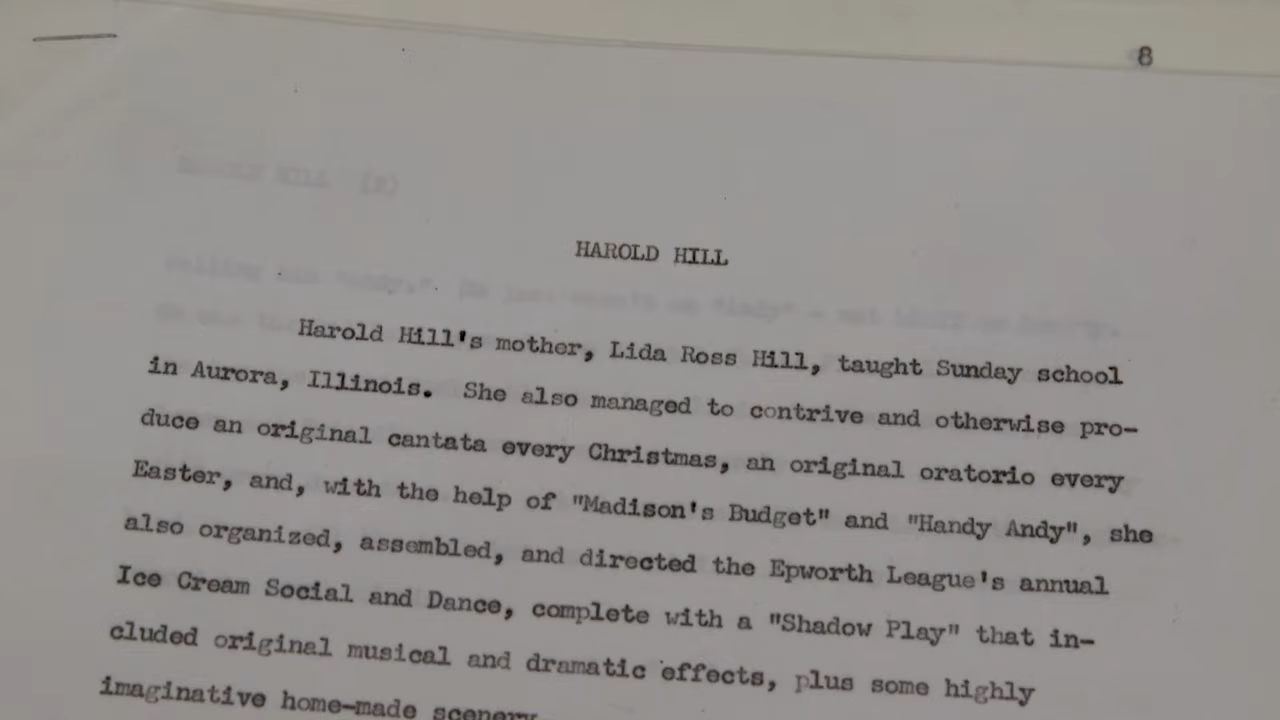 8
HAROLD HILL
Harold Hill's mother, Lida Ross Hill, taught Sunday school
in Aurora, Illinois. She also managed to contrive and otherwise pro-
duce an original cantata every Christmas, an original oratorio every
Easter, and, with the help of "Madison's Budget" and "Handy Andy", she
also organized, assembled, and directed the Epworth League's annual
Ice Cream Social and Dance, complete with a "Shadow Play" that in-
cluded original musical and dramatic effects, plus some highly
imaginative home-made scenery.